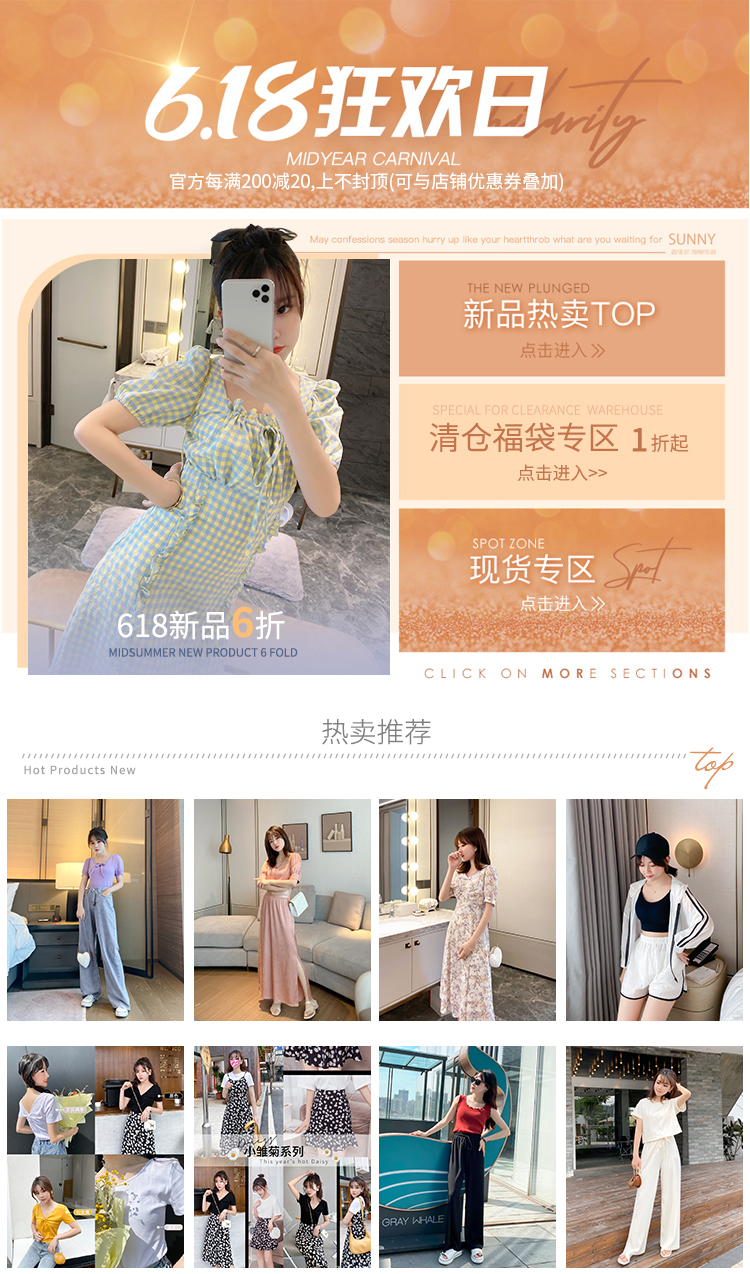 6.18狂欢日
hilarity
MIDYEAR CARNIVAL
官方每满200减20,上不封顶(可与店铺优惠券叠加)
May confessions season hurry up like your heartthrob what are you waiting for SUNNY
THE NEW PLUNGED
新品热卖TOP
点击进入
SPECIAL FOR CLEARANCE WAREHOUSE
清仓福袋专区 1折起
点击进入>>
SPOT ZONE
现货专区 Spot
点击进入
618新品6折
MIDSUMMER NEW PRODUCT 6 FOLD
CLICK ON MORE SECTIONS
热卖推荐
Hot Products New
top
小雏菊系列
This year's hot Daisy
GRAY WHALE